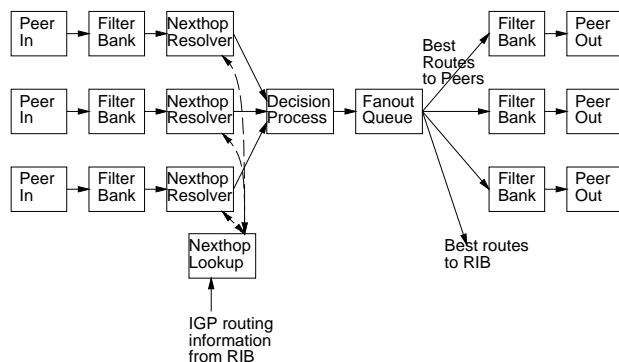 Peer
In
Filter
Bank
Nexthop
Resolver
Best
Routes
to Peers
Filter
Bank
Peer
Out
Peer
In
Filter
Bank
Nexthop
Resolver
Decision
Process
Fanout
Queue
Filter
Bank
Peer
Out
Peer
In
Filter
Bank
Nexthop
Resolver
Filter
Bank
Peer
Out
Nexthop
Lookup
Best routes
to RIB
IGP routing
information
from RIB